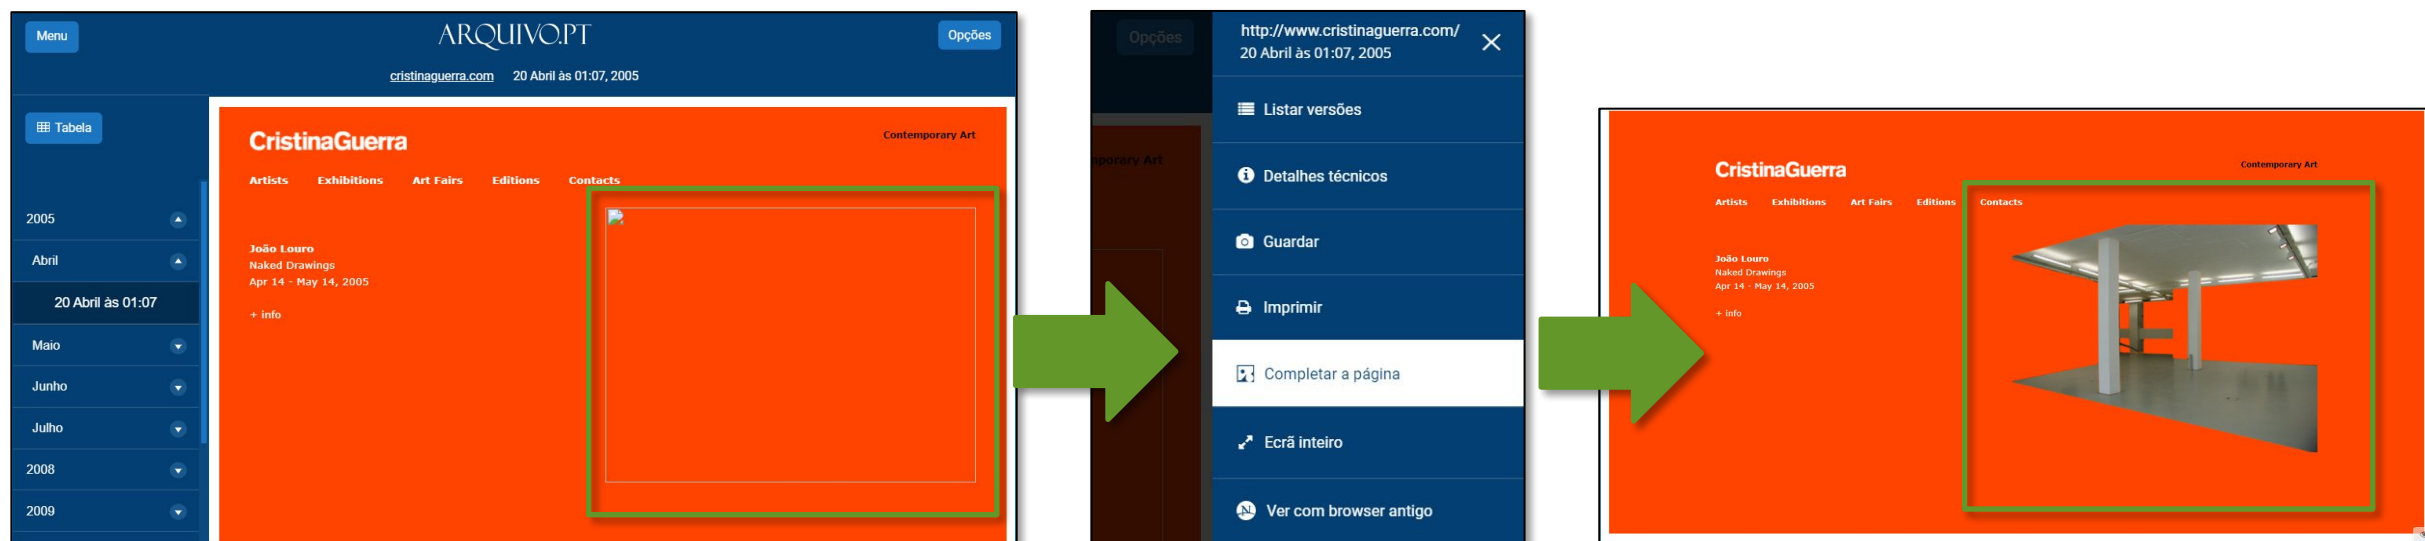 Menu
ARQUIVO.PT
Opções
cristinaguerra.com 20 Abril às 01:07, 2005
Tabela
2005
Abril
20 Abril às 01:07
Maio
Junho
Julho
2008
2009
CristinaGuerra
Contemporary Art
Artists Exhibitions Art Fairs Editions Contacts
João Louro
Naked Drawings
Apr 14 - May 14, 2005
+ info
Opções
mporary Art
http://www.cristinaguerra.com/
20 Abril às 01:07, 2005
Listar versões
Detalhes técnicos
Guardar
Imprimir
Completar a página
Ecrã inteiro
Ver com browser antigo
CristinaGuerra
Contemporary Art
Artists Exhibitions Art Fairs Editions Contacts
João Louro
Naked Drawings
Apr 14 - May 14, 2005
+ info